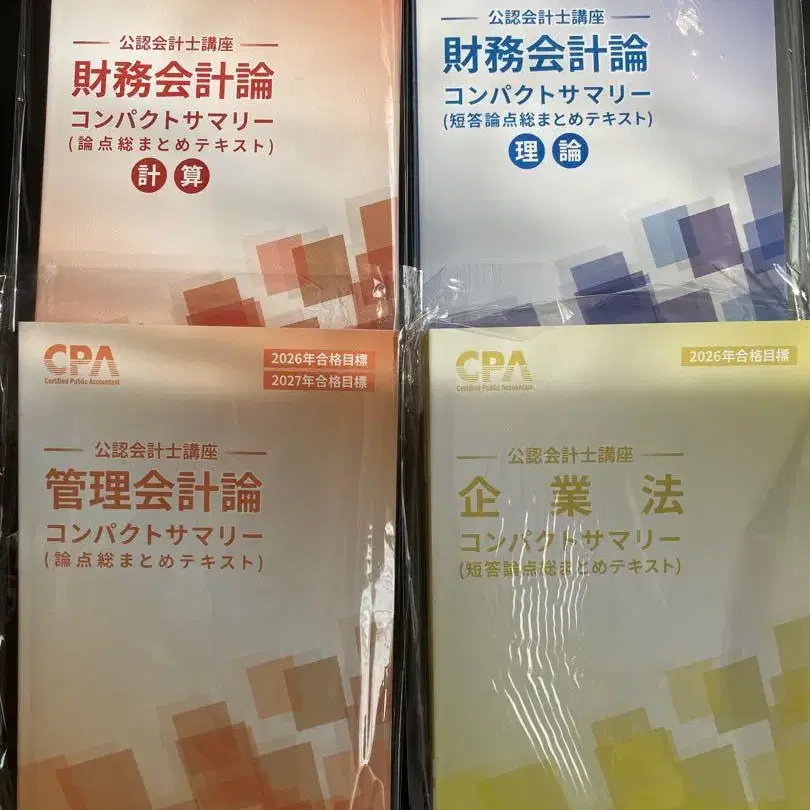 公認会計士講座
財務会計論
コンパクトサマリー
(論点総まとめテキスト)
計算
公認会計士講座
財務会計論
コンパクトサマリー
(短答論点総まとめテキスト)
理論
CPA
Certified Public Accountant
2026年合格目標
2027年合格目標
公認会計士講座
管理会計論
コンパクトサマリー
(論点総まとめテキスト)
CPA
Certified Public Accountant
2026年合格目標
公認会計士講座
企業法
コンパクトサマリー
(短答論点総まとめテキスト)